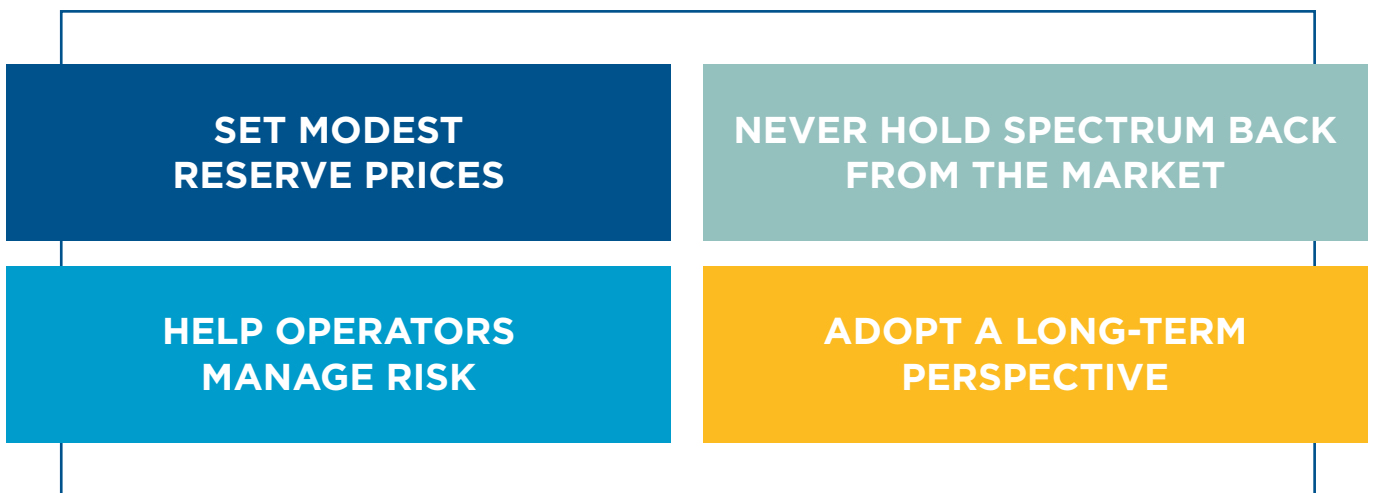 SET MODEST
RESERVE PRICES
NEVER HOLD SPECTRUM BACK
FROM THE MARKET
HELP OPERATORS
MANAGE RISK
ADOPT A LONG-TERM
PERSPECTIVE